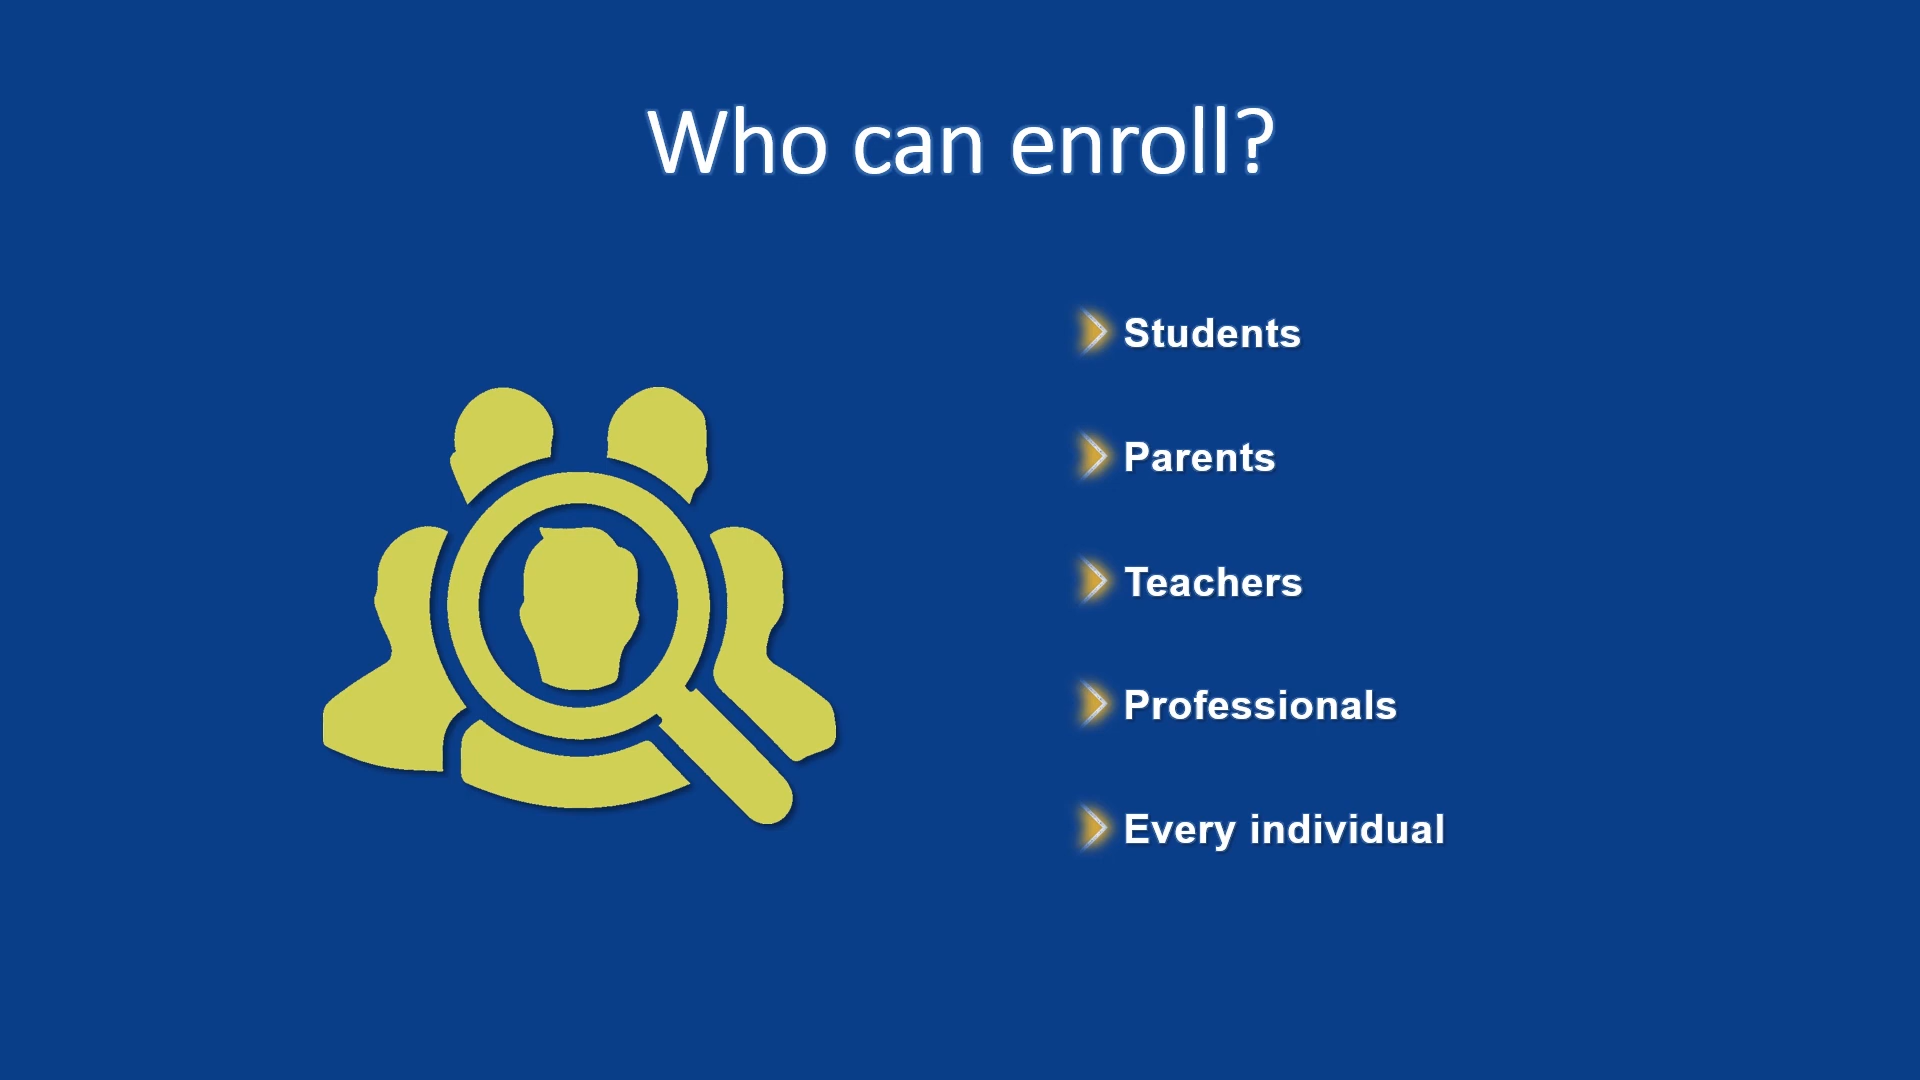 Who can enroll?
Students
Parents
Teachers
Professionals
Every individual